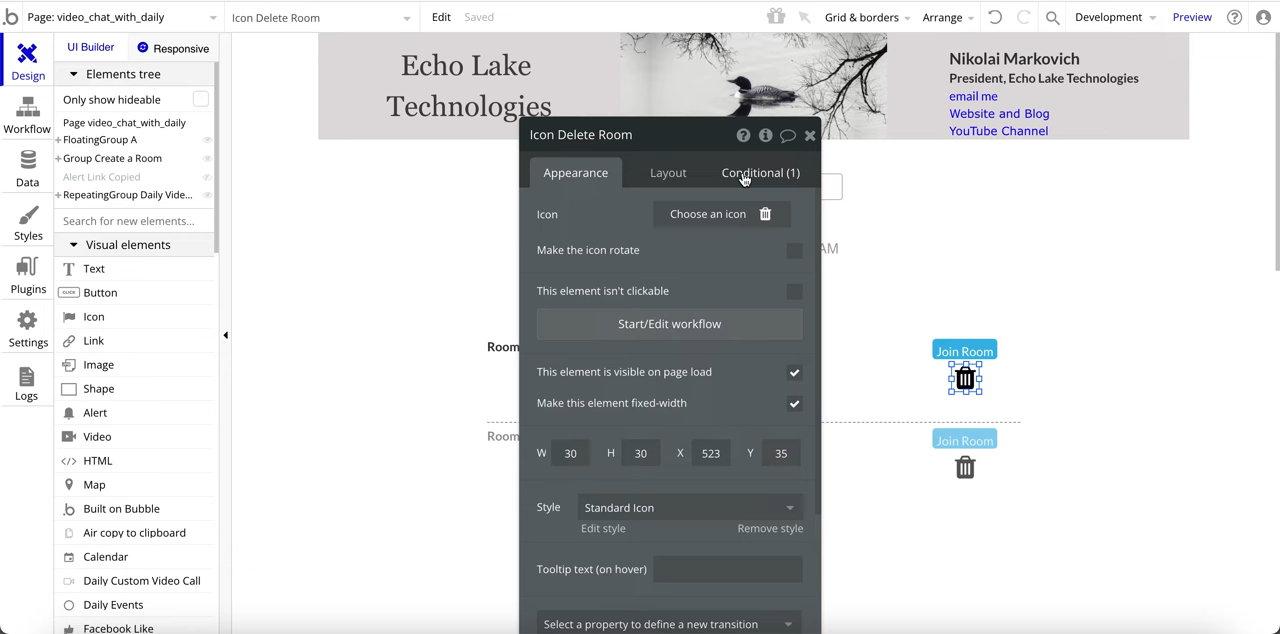 Page: video_chat_with_daily
Icon Delete Room
Edit
Saved
Grid & borders
Arrange
Development
Preview
Design
Workflow
Data
Styles
Plugins
Settings
Logs
UI Builder
Responsive
Elements tree
Only show hideable
Page video_chat_with_daily
FloatingGroup A
Group Create a Room
Alert Link Copied
RepeatingGroup Daily Vide...
Search for new elements...
Visual elements
Text
CLICK
Button
Icon
Link
Image
Shape
Alert
Video
</> HTML
Map
Built on Bubble
Air copy to clipboard
Calendar
Daily Custom Video Call
Daily Events
Facebook Like
Echo Lake
Technologies
Nikolai Markovich
President, Echo Lake Technologies
email me
Website and Blog
YouTube Channel
Icon Delete Room
Appearance
Layout
Conditional (1)
Icon
Choose an icon
Make the icon rotate
This element isn't clickable
Start/Edit workflow
This element is visible on page load
Make this element fixed-width
W 30 H 30 X 523 Y 35
Style
Standard Icon
Edit style
Remove style
Tooltip text (on hover)
Select a property to define a new transition
AM
Room
Join Room
Room
Join Room